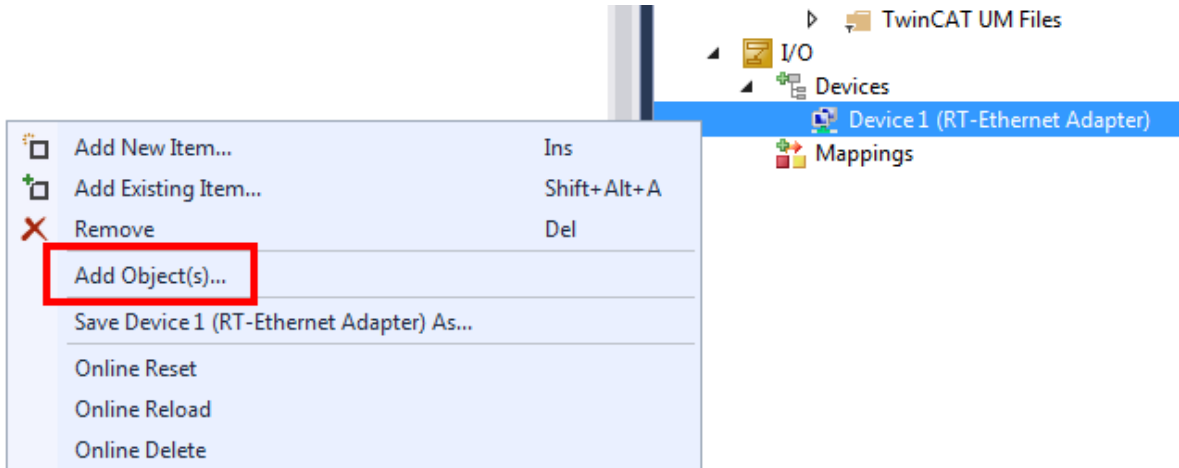 TwinCAT UM Files
I/O
Devices
Device 1 (RT-Ethernet Adapter)
Mappings
Add New Item... Ins
Add Existing Item... Shift+Alt+A
Remove Del
Add Object(s)...
Save Device 1 (RT-Ethernet Adapter) As...
Online Reset
Online Reload
Online Delete